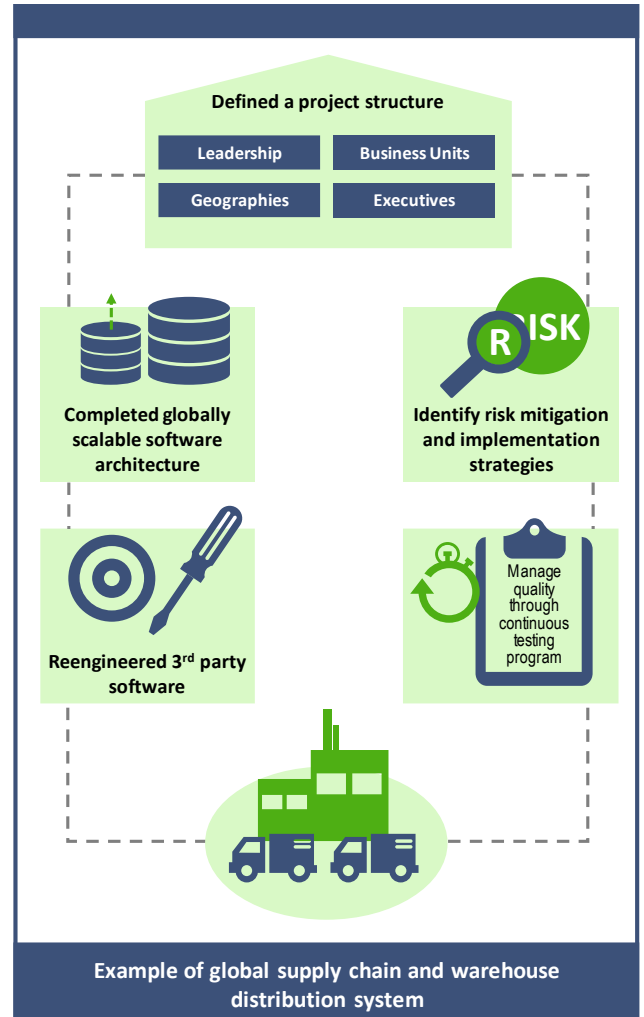 Defined a project structure
Leadership
Business Units
Geographies
Executives
Completed globally
scalable software
architecture
R RISK
Identify risk mitigation
and implementation
strategies
Reengineered 3rd party
software
Manage
quality
through
continuous
testing
program
Example of global supply chain and warehouse
distribution system